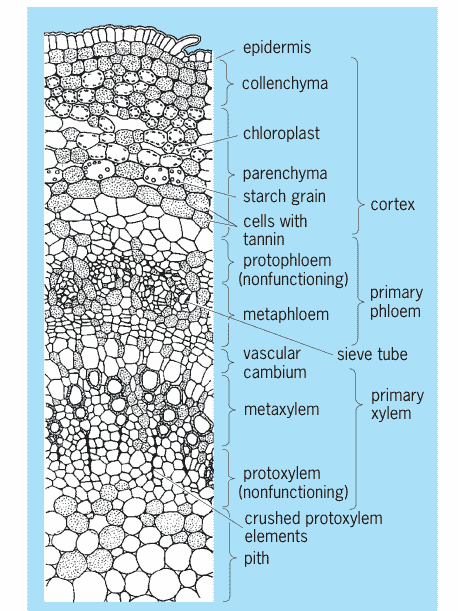 epidermis
collenchyma
chloroplast
parenchyma
starch grain
cortex
cells with
tannin
protophloem
(nonfunctioning)
primary
phloem
metaphloem
sieve tube
vascular
cambium
primary
xylem
metaxylem
protoxylem
(nonfunctioning)
crushed protoxylem
elements
pith